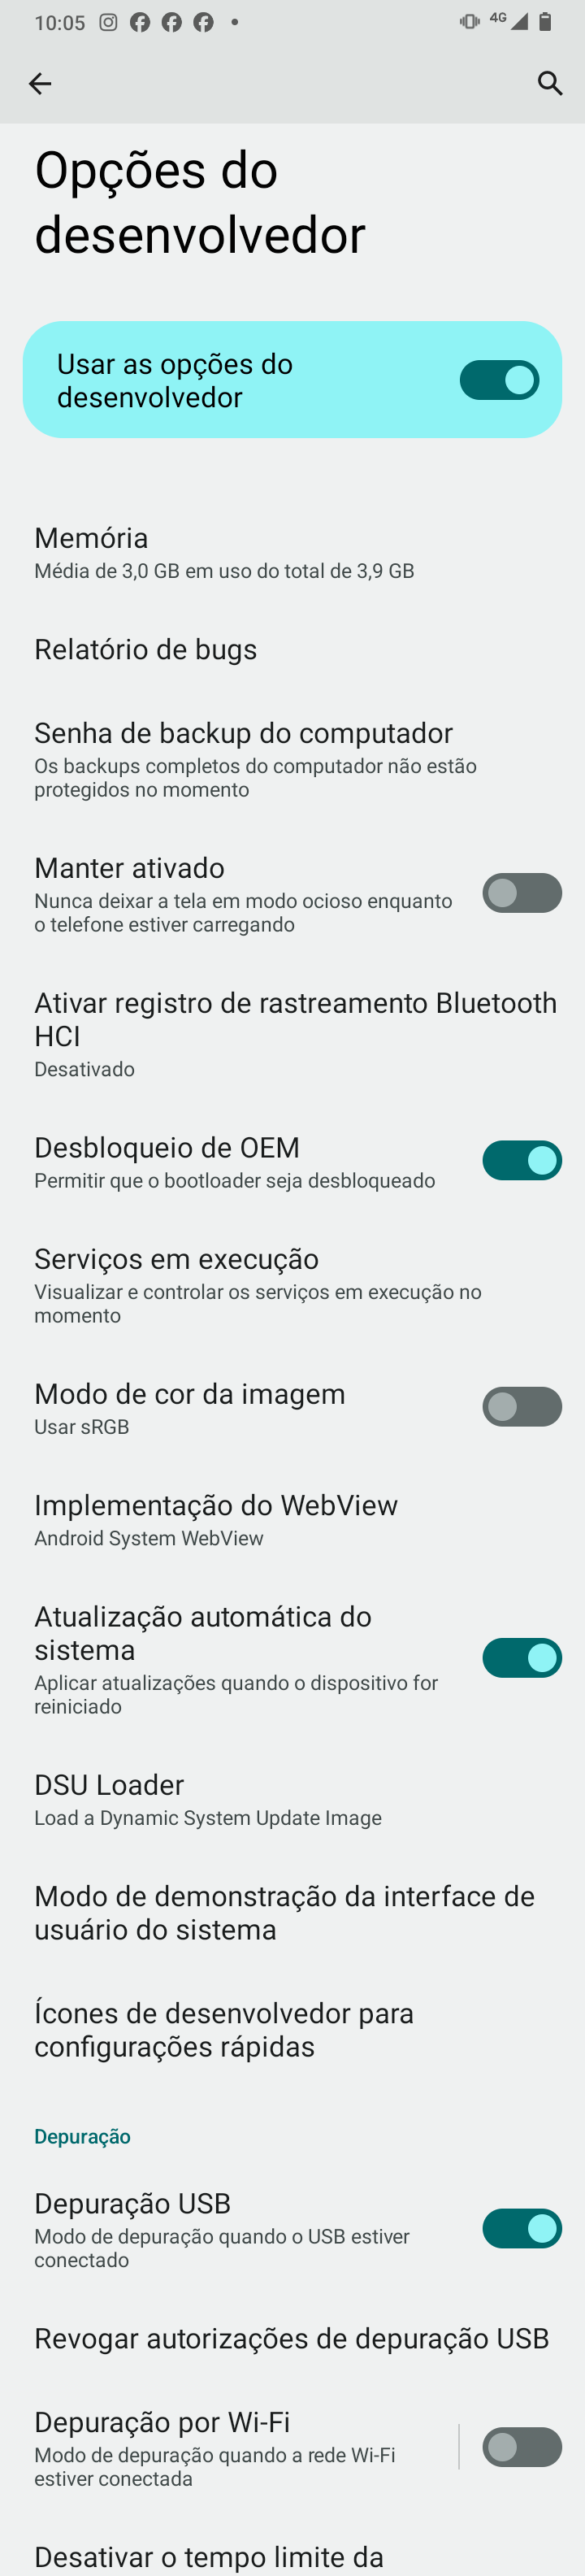 10:05
4G
Opções do
desenvolvedor
Usar as opções do
desenvolvedor
Memória
Média de 3,0 GB em uso do total de 3,9 GB
Relatório de bugs
Senha de backup do computador
Os backups completos do computador não estão
protegidos no momento
Manter ativado
Nunca deixar a tela em modo ocioso enquanto
o telefone estiver carregando
Ativar registro de rastreamento Bluetooth
HCI
Desativado
Desbloqueio de OEM
Permitir que o bootloader seja desbloqueado
Serviços em execução
Visualizar e controlar os serviços em execução no
momento
Modo de cor da imagem
Usar sRGB
Implementação do WebView
Android System WebView
Atualização automática do
sistema
Aplicar atualizações quando o dispositivo for
reiniciado
DSU Loader
Load a Dynamic System Update Image
Modo de demonstração da interface de
usuário do sistema
Ícones de desenvolvedor para
configurações rápidas
Depuração
Depuração USB
Modo de depuração quando o USB estiver
conectado
Revogar autorizações de depuração USB
Depuração por Wi-Fi
Modo de depuração quando a rede Wi-Fi
estiver conectada
Desativar o tempo limite da